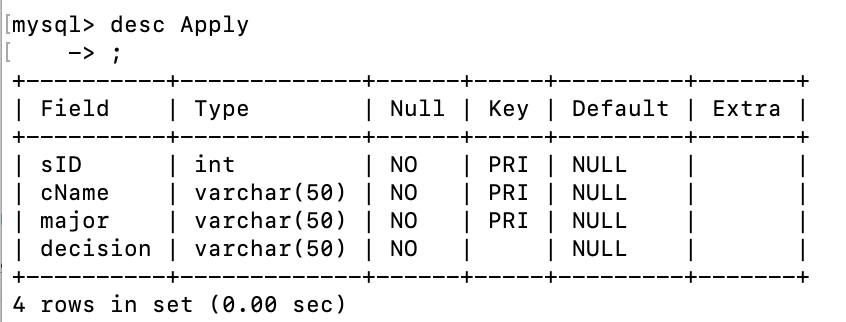 [mysql> desc Apply
[    -> ;
+----------+-------------+------+-----+---------+-------+
| Field    | Type        | Null | Key | Default | Extra |
+----------+-------------+------+-----+---------+-------+
| sID      | int         | NO   | PRI | NULL    |       |
| cName    | varchar(50) | NO   | PRI | NULL    |       |
| major    | varchar(50) | NO   | PRI | NULL    |       |
| decision | varchar(50) | NO   |     | NULL    |       |
+----------+-------------+------+-----+---------+-------+
4 rows in set (0.00 sec)